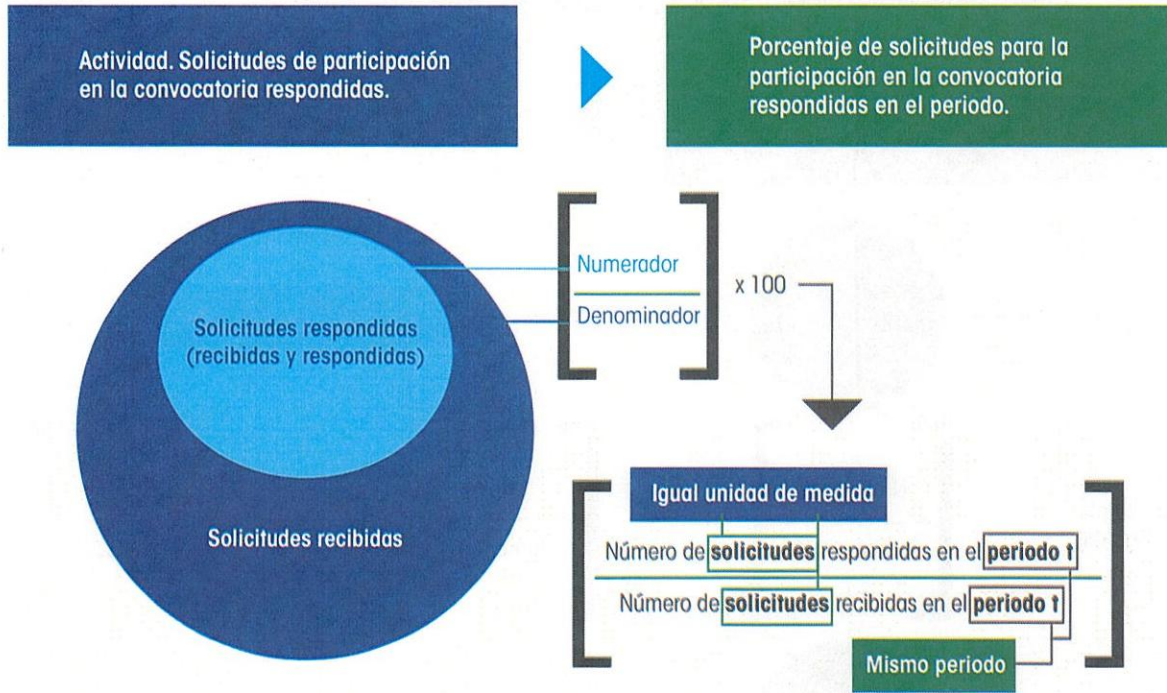 Actividad. Solicitudes de participación
en la convocatoria respondidas.
Porcentaje de solicitudes para la
participación en la convocatoria
respondidas en el periodo.
Solicitudes respondidas
(recibidas y respondidas)
Solicitudes recibidas
Numerador
Denominador
x 100
Igual unidad de medida
Número de solicitudes respondidas en el periodo t
Número de solicitudes recibidas en el periodo t
Mismo periodo